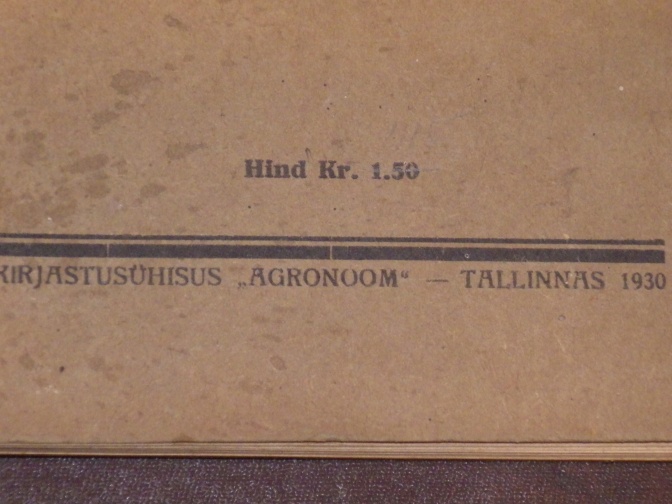 Hind Kr. 1.50
KIRJASTUSÜHISUS „AGRONOOM“ — TALLINNAS 1930